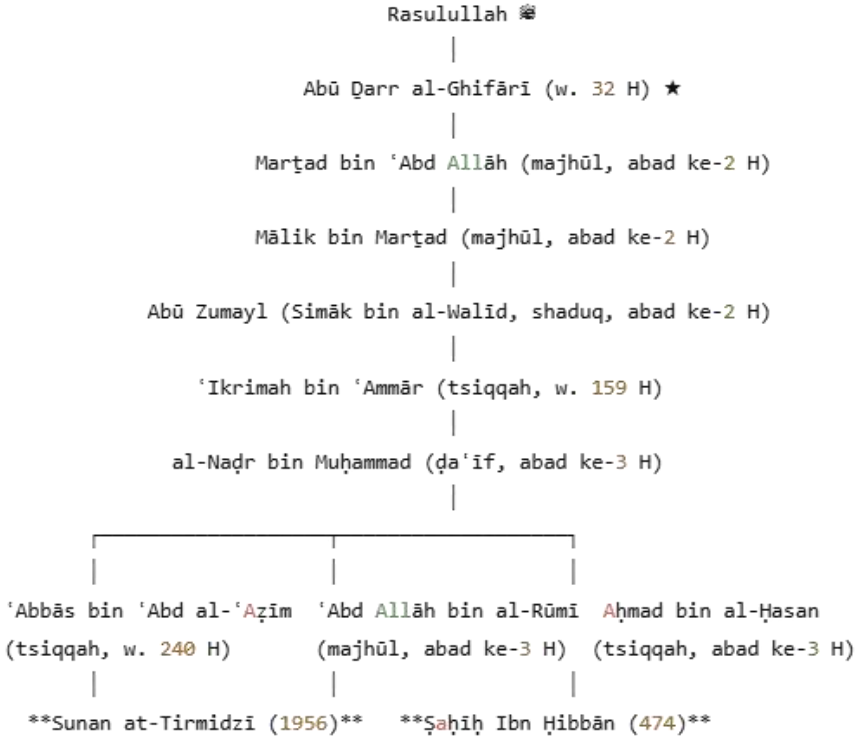 Rasulullah ﷺ
Abū Ḏarr al-Ghifārī (w. 32 H) ★
Marṯad bin ʿAbd Allāh (majhūl, abad ke-2 H)
Mālik bin Marṯad (majhūl, abad ke-2 H)
Abū Zumayl (Simāk bin al-Walīd, shaduq, abad ke-2 H)
ʿIkrimah bin ʿAmmār (tsiqqah, w. 159 H)
al-Naḍr bin Muḥammad (ḍaʿīf, abad ke-3 H)
ʿAbbās bin ʿAbd al-ʿAẓīm ʿAbd Allāh bin al-Rūmī Aḥmad bin al-Ḥasan
(tsiqqah, w. 240 H) (majhūl, abad ke-3 H) (tsiqqah, abad ke-3 H)
**Sunan at-Tirmidzī (1956)** **Ṣaḥīḥ Ibn Ḥibbān (474)**